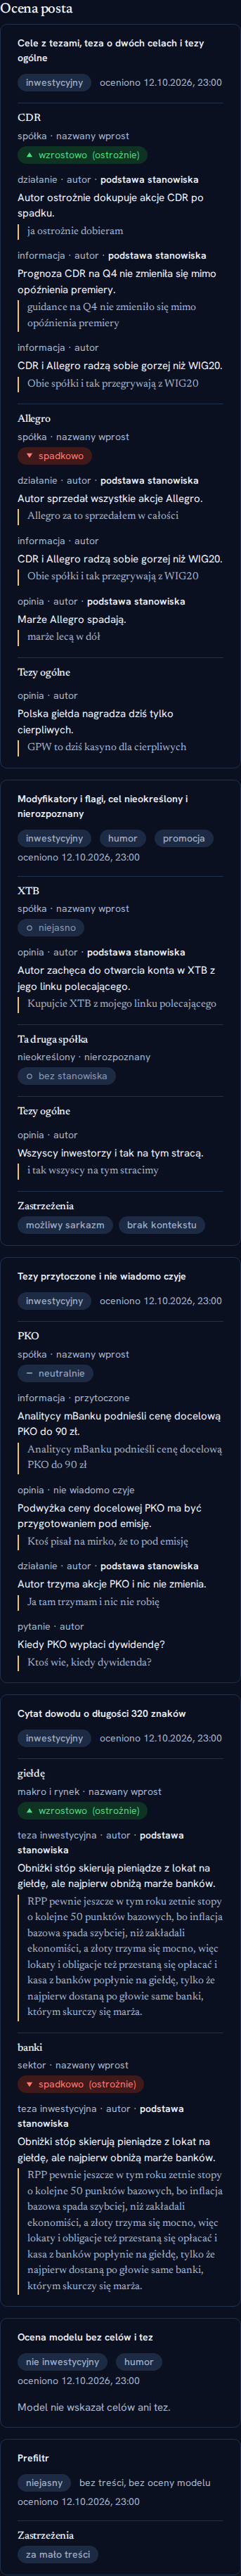 Ocena posta
Cele z tezami, teza o dwóch celach i tezy
ogólne
inwestycyjny oceniono 12.10.2026, 23:00
CDR
spółka · nazwany wprost
▲ wzrostowo (ostrożnie)
działanie · autor · podstawa stanowiska
Autor ostrożnie dokupuje akcje CDR po
spadku.
ja ostrożnie dobieram
informacja · autor · podstawa stanowiska
Prognoza CDR na Q4 nie zmieniła się mimo
opóźnienia premiery.
guidance na Q4 nie zmieniło się mimo
opóźnienia premiery
informacja · autor
CDR i Allegro radzą sobie gorzej niż WIG20.
Obie spółki i tak przegrywają z WIG20
Allegro
spółka · nazwany wprost
▼ spadkowo
działanie · autor · podstawa stanowiska
Autor sprzedał wszystkie akcje Allegro.
Allegro za to sprzedałem w całości
informacja · autor
CDR i Allegro radzą sobie gorzej niż WIG20.
Obie spółki i tak przegrywają z WIG20
opinia · autor · podstawa stanowiska
Marże Allegro spadają.
marże lecą w dół
Tezy ogólne
opinia · autor
Polska giełda nagradza dziś tylko
cierpliwych.
GPW to dziś kasyno dla cierpliwych
Modyfikatory i flagi, cel nieokreślony i
nierozpoznany
inwestycyjny humor promocja
oceniono 12.10.2026, 23:00
XTB
spółka · nazwany wprost
○ niejasno
opinia · autor · podstawa stanowiska
Autor zachęca do otwarcia konta w XTB z
jego linku polecającego.
Kupujcie XTB z mojego linku polecającego
Ta druga spółka
nieokreślony · nierozpoznany
○ bez stanowiska
Tezy ogólne
opinia · autor
Wszyscy inwestorzy i tak na tym stracą.
i tak wszyscy na tym stracimy
Zastrzeżenia
możliwy sarkazm brak kontekstu
Tezy przytoczone i nie wiadomo czyje
inwestycyjny oceniono 12.10.2026, 23:00
PKO
spółka · nazwany wprost
— neutralnie
informacja · przytoczone
Analitycy mBanku podnieśli cenę docelową
PKO do 90 zł.
Analitycy mBanku podnieśli cenę docelową
PKO do 90 zł
opinia · nie wiadomo czyje
Podwyżka ceny docelowej PKO ma być
przygotowaniem pod emisję.
Ktoś pisał na mirko, że to pod emisję
działanie · autor · podstawa stanowiska
Autor trzyma akcje PKO i nic nie zmienia.
Ja tam trzymam i nic nie robię
pytanie · autor
Kiedy PKO wypłaci dywidendę?
Ktoś wie, kiedy dywidenda?
Cytat dowodu o długości 320 znaków
inwestycyjny oceniono 12.10.2026, 23:00
giełdę
makro i rynek · nazwany wprost
▲ wzrostowo (ostrożnie)
teza inwestycyjna · autor · podstawa
stanowiska
Obniżki stóp skierują pieniądze z lokat na
giełdę, ale najpierw obniżą marże banków.
RPP pewnie jeszcze w tym roku zetnie stopy
o kolejne 50 punktów bazowych, bo inflacja
bazowa spada szybciej, niż zakładali
ekonomiści, a złoty trzyma się mocno, więc
lokaty i obligacje też przestaną się opłacać i
kasa z banków popłynie na giełdę, tylko że
najpierw dostaną po głowie same banki,
którym skurczy się marża.
banki
sektor · nazwany wprost
▼ spadkowo (ostrożnie)
teza inwestycyjna · autor · podstawa
stanowiska
Obniżki stóp skierują pieniądze z lokat na
giełdę, ale najpierw obniżą marże banków.
RPP pewnie jeszcze w tym roku zetnie stopy
o kolejne 50 punktów bazowych, bo inflacja
bazowa spada szybciej, niż zakładali
ekonomiści, a złoty trzyma się mocno, więc
lokaty i obligacje też przestaną się opłacać i
kasa z banków popłynie na giełdę, tylko że
najpierw dostaną po głowie same banki,
którym skurczy się marża.
Ocena modelu bez celów i tez
nie inwestycyjny humor
oceniono 12.10.2026, 23:00
Model nie wskazał celów ani tez.
Prefiltr
niejasny bez treści, bez oceny modelu
oceniono 12.10.2026, 23:00
Zastrzeżenia
za mało treści